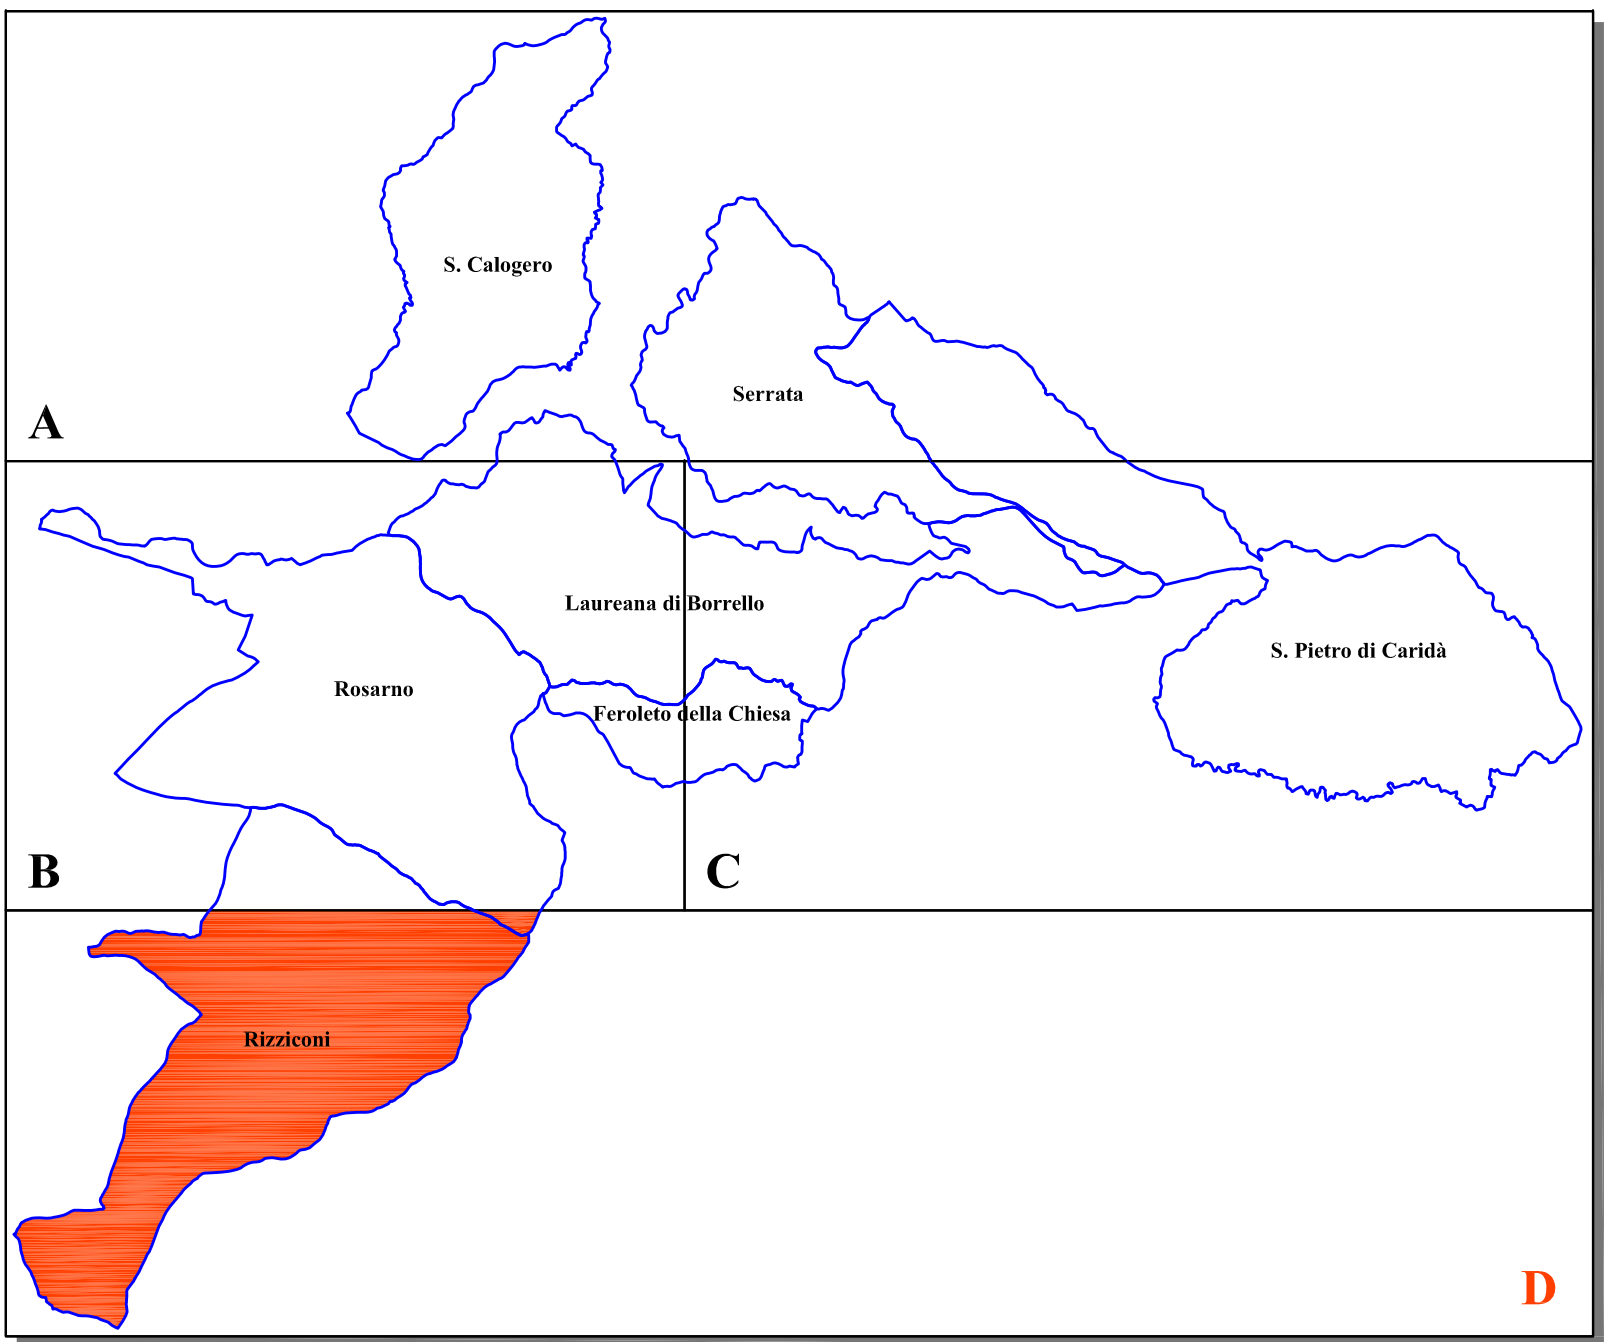 S. Calogero
Serrata
A
Laureana di Borrello
S. Pietro di Caridà
Rosarno
Feroleto della Chiesa
B
C
Rizziconi
D